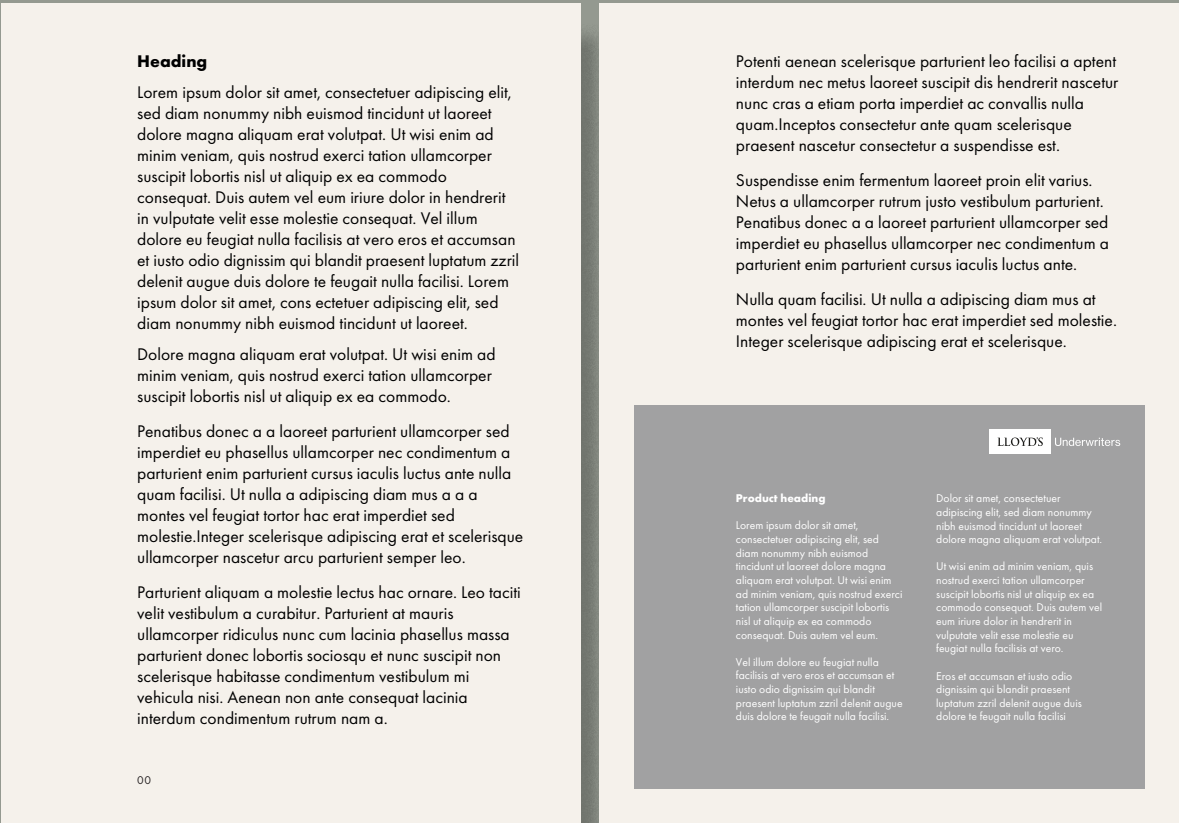 Heading
Lorem ipsum dolor sit amet, consectetuer adipiscing elit,
sed diam nonummy nibh euismod tincidunt ut laoreet
dolore magna aliquam erat volutpat. Ut wisi enim ad
minim veniam, quis nostrud exerci tation ullamcorper
suscipit lobortis nisl ut aliquip ex ea commodo
consequat. Duis autem vel eum iriure dolor in hendrerit
in vulputate velit esse molestie consequat. Vel illum
dolore eu feugiat nulla facilisis at vero eros et accumsan
et iusto odio dignissim qui blandit praesent luptatum zzril
delenit augue duis dolore te feugait nulla facilisi. Lorem
ipsum dolor sit amet, cons ectetuer adipiscing elit, sed
diam nonummy nibh euismod tincidunt ut laoreet.
Dolore magna aliquam erat volutpat. Ut wisi enim ad
minim veniam, quis nostrud exerci tation ullamcorper
suscipit lobortis nisl ut aliquip ex ea commodo.
Penatibus donec a a laoreet parturient ullamcorper sed
imperdiet eu phasellus ullamcorper nec condimentum a
parturient enim parturient cursus iaculis luctus ante nulla
quam facilisi. Ut nulla a adipiscing diam mus a a a
montes vel feugiat tortor hac erat imperdiet sed
molestie.Integer scelerisque adipiscing erat et scelerisque
ullamcorper nascetur arcu parturient semper leo.
Parturient aliquam a molestie lectus hac ornare. Leo taciti
velit vestibulum a curabitur. Parturient at mauris
ullamcorper ridiculus nunc cum lacinia phasellus massa
parturient donec lobortis sociosqu et nunc suscipit non
scelerisque habitasse condimentum vestibulum mi
vehicula nisi. Aenean non ante consequat lacinia
interdum condimentum rutrum nam a.
00
Potenti aenean scelerisque parturient leo facilisi a aptent
interdum nec metus laoreet suscipit dis hendrerit nascetur
nunc cras a etiam porta imperdiet ac convallis nulla
quam.Inceptos consectetur ante quam scelerisque
praesent nascetur consectetur a suspendisse est.
Suspendisse enim fermentum laoreet proin elit varius.
Netus a ullamcorper rutrum justo vestibulum parturient.
Penatibus donec a a laoreet parturient ullamcorper sed
imperdiet eu phasellus ullamcorper nec condimentum a
parturient enim parturient cursus iaculis luctus ante.
Nulla quam facilisi. Ut nulla a adipiscing diam mus at
montes vel feugiat tortor hac erat imperdiet sed molestie.
Integer scelerisque adipiscing erat et scelerisque.
LLOYD'S Underwriters
Product heading
Lorem ipsum dolor sit amet,
consectetuer adipiscing elit, sed
diam nonummy nibh euismod
tincidunt ut laoreet dolore magna
aliquam erat volutpat. Ut wisi enim
ad minim veniam, quis nostrud exerci
tation ullamcorper suscipit lobortis
nisl ut aliquip ex ea commodo
consequat. Duis autem vel eum.
Vel illum dolore eu feugiat nulla
facilisis at vero eros et accumsan et
iusto odio dignissim qui blandit
praesent luptatum zzril delenit augue
duis dolore te feugait nulla facilisi.
Dolor sit amet, consectetuer
adipiscing elit, sed diam nonummy
nibh euismod tincidunt ut laoreet
dolore magna aliquam erat volutpat.
Ut wisi enim ad minim veniam, quis
nostrud exerci tation ullamcorper
suscipit lobortis nisl ut aliquip ex ea
commodo consequat. Duis autem vel
eum iriure dolor in hendrerit in
vulputate velit esse molestie eu
feugiat nulla facilisis at vero.
Eros et accumsan et iusto odio
dignissim qui blandit praesent
luptatum zzril delenit augue duis
dolore te feugait nulla facilisi